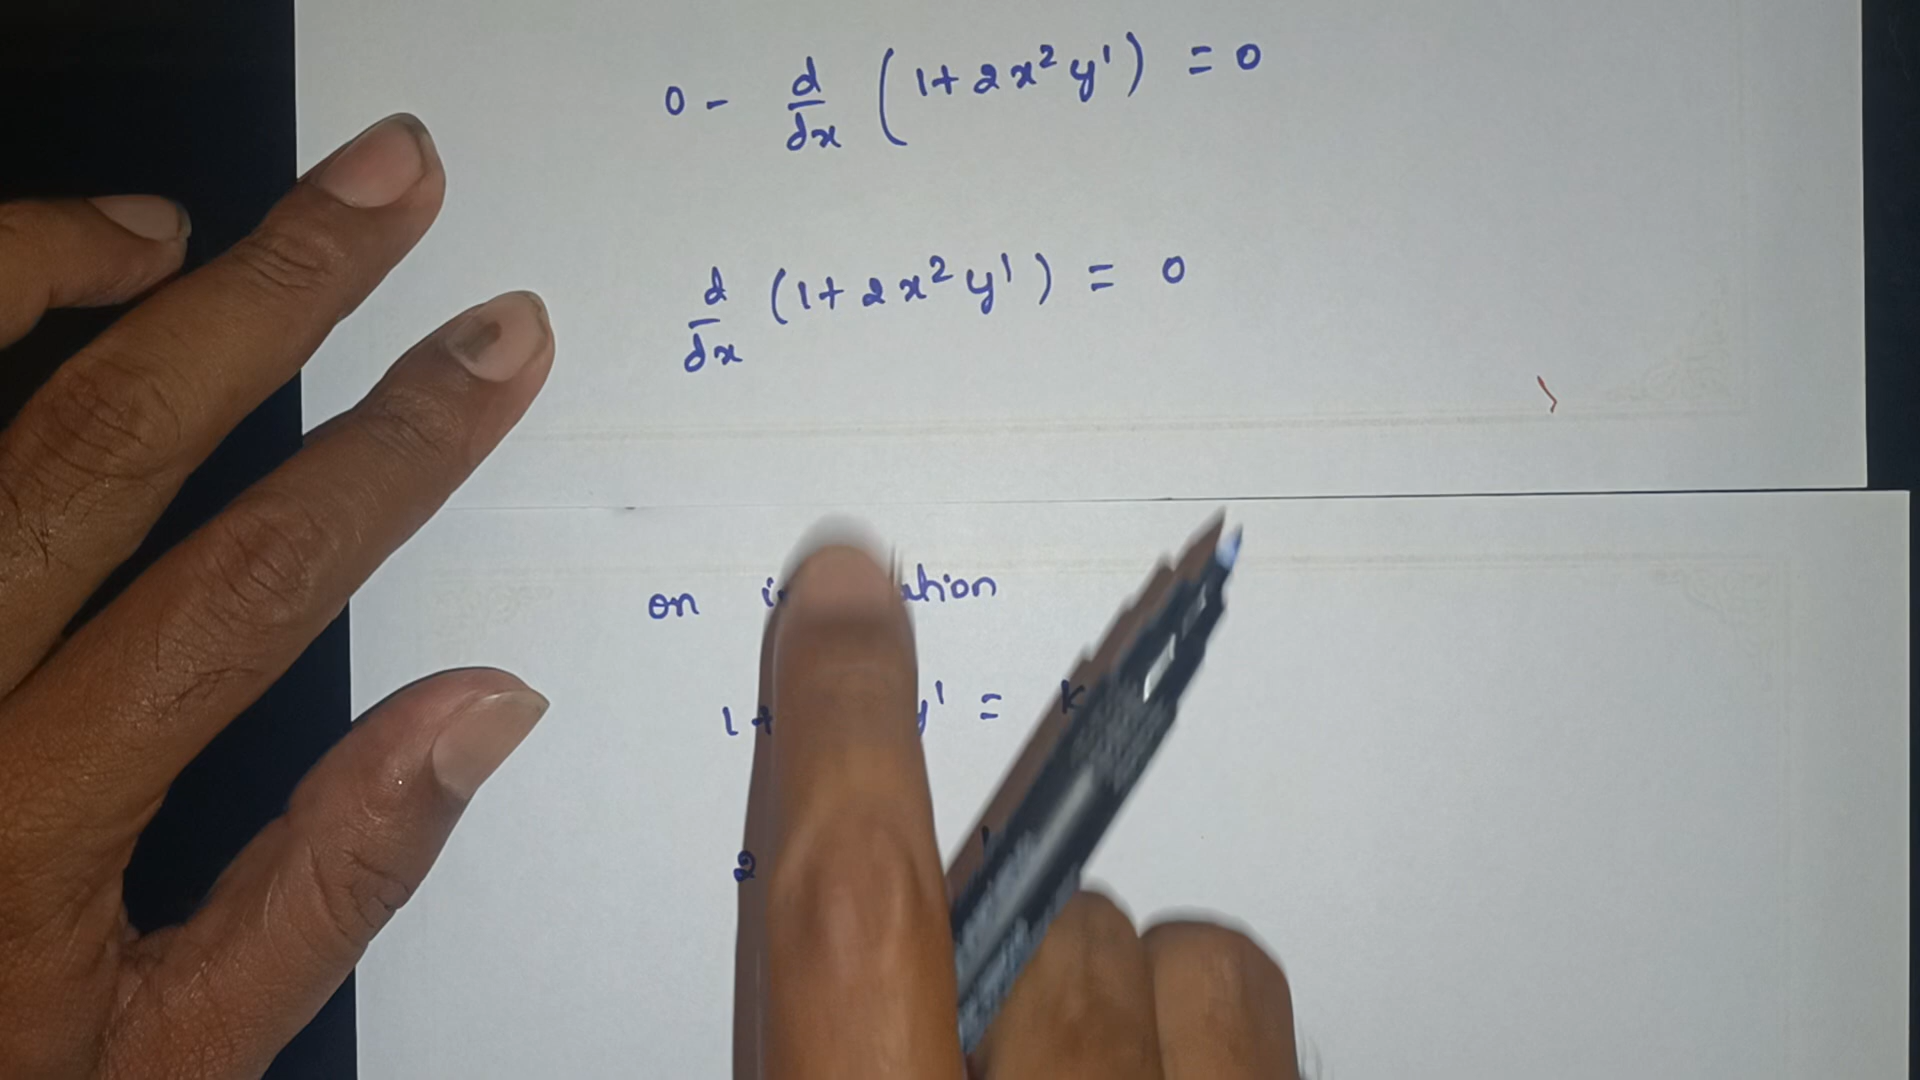 0 - d/dx (1+2x²y') = 0
d/dx (1+2x²y') = 0
on
1+ y' = k
2